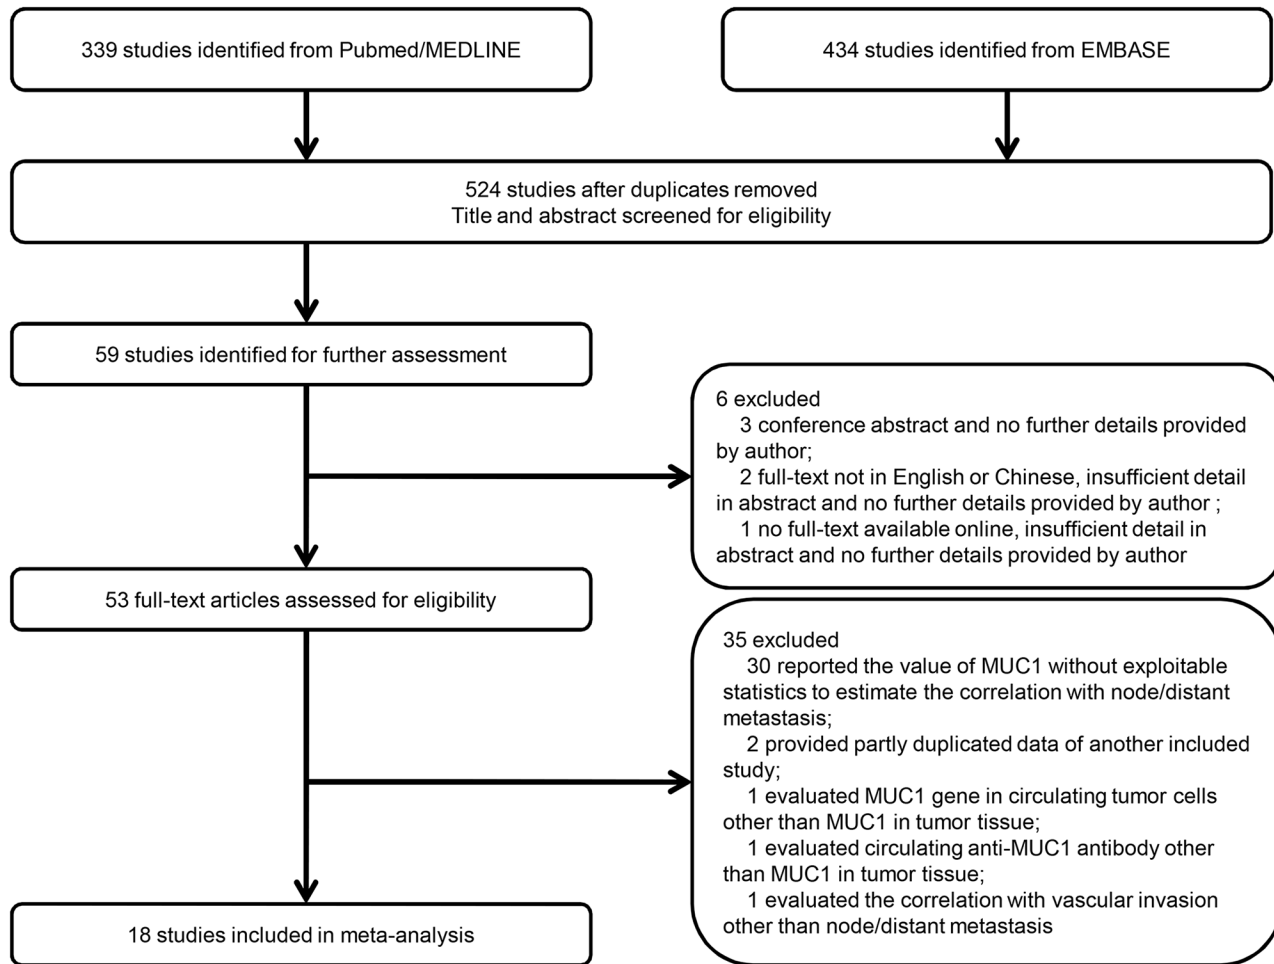 339 studies identified from Pubmed/MEDLINE
434 studies identified from EMBASE
524 studies after duplicates removed
Title and abstract screened for eligibility
59 studies identified for further assessment
6 excluded
3 conference abstract and no further details provided
by author;
2 full-text not in English or Chinese, insufficient detail
in abstract and no further details provided by author ;
1 no full-text available online, insufficient detail in
abstract and no further details provided by author
53 full-text articles assessed for eligibility
35 excluded
30 reported the value of MUC1 without exploitable
statistics to estimate the correlation with node/distant
metastasis;
2 provided partly duplicated data of another included
study;
1 evaluated MUC1 gene in circulating tumor cells
other than MUC1 in tumor tissue;
1 evaluated circulating anti-MUC1 antibody other
than MUC1 in tumor tissue;
1 evaluated the correlation with vascular invasion
other than node/distant metastasis
18 studies included in meta-analysis